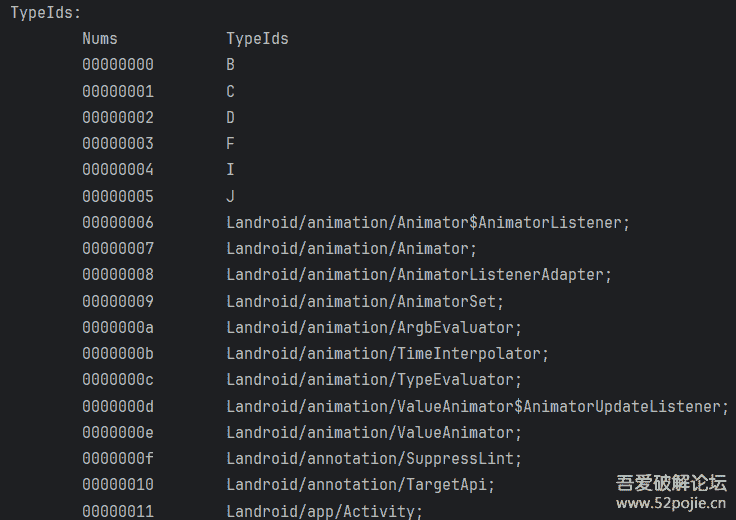 TypeIds:
Nums TypeIds
00000000 B
00000001 C
00000002 D
00000003 F
00000004 I
00000005 J
00000006 Landroid/animation/Animator$AnimatorListener;
00000007 Landroid/animation/Animator;
00000008 Landroid/animation/AnimatorListenerAdapter;
00000009 Landroid/animation/AnimatorSet;
0000000a Landroid/animation/ArgbEvaluator;
0000000b Landroid/animation/TimeInterpolator;
0000000c Landroid/animation/TypeEvaluator;
0000000d Landroid/animation/ValueAnimator$AnimatorUpdateListener;
0000000e Landroid/animation/ValueAnimator;
0000000f Landroid/annotation/SuppressLint;
00000010 Landroid/annotation/TargetApi;
00000011 Landroid/app/Activity;
吾爱破解论坛
www.52pojie.cn